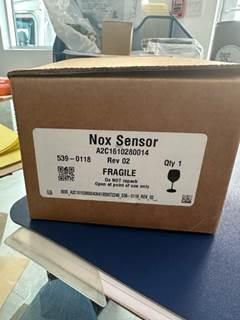 Nox Sensor
A2C1610280014
539-0118 Rev 02 Qty 1
FRAGILE
Do NOT repack
Open at point of use only